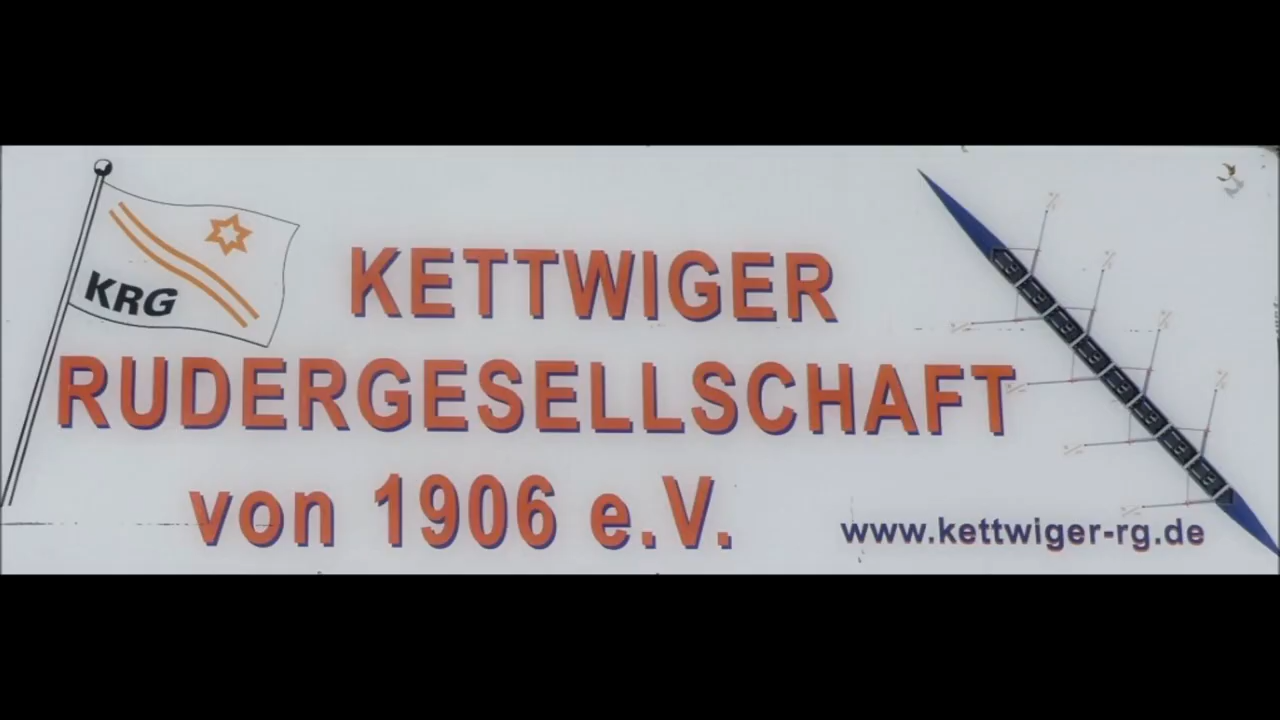 KRG
KETTWIGER
RUDERGESELLSCHAFT
von 1906 e.V.
www.kettwiger-rg.de